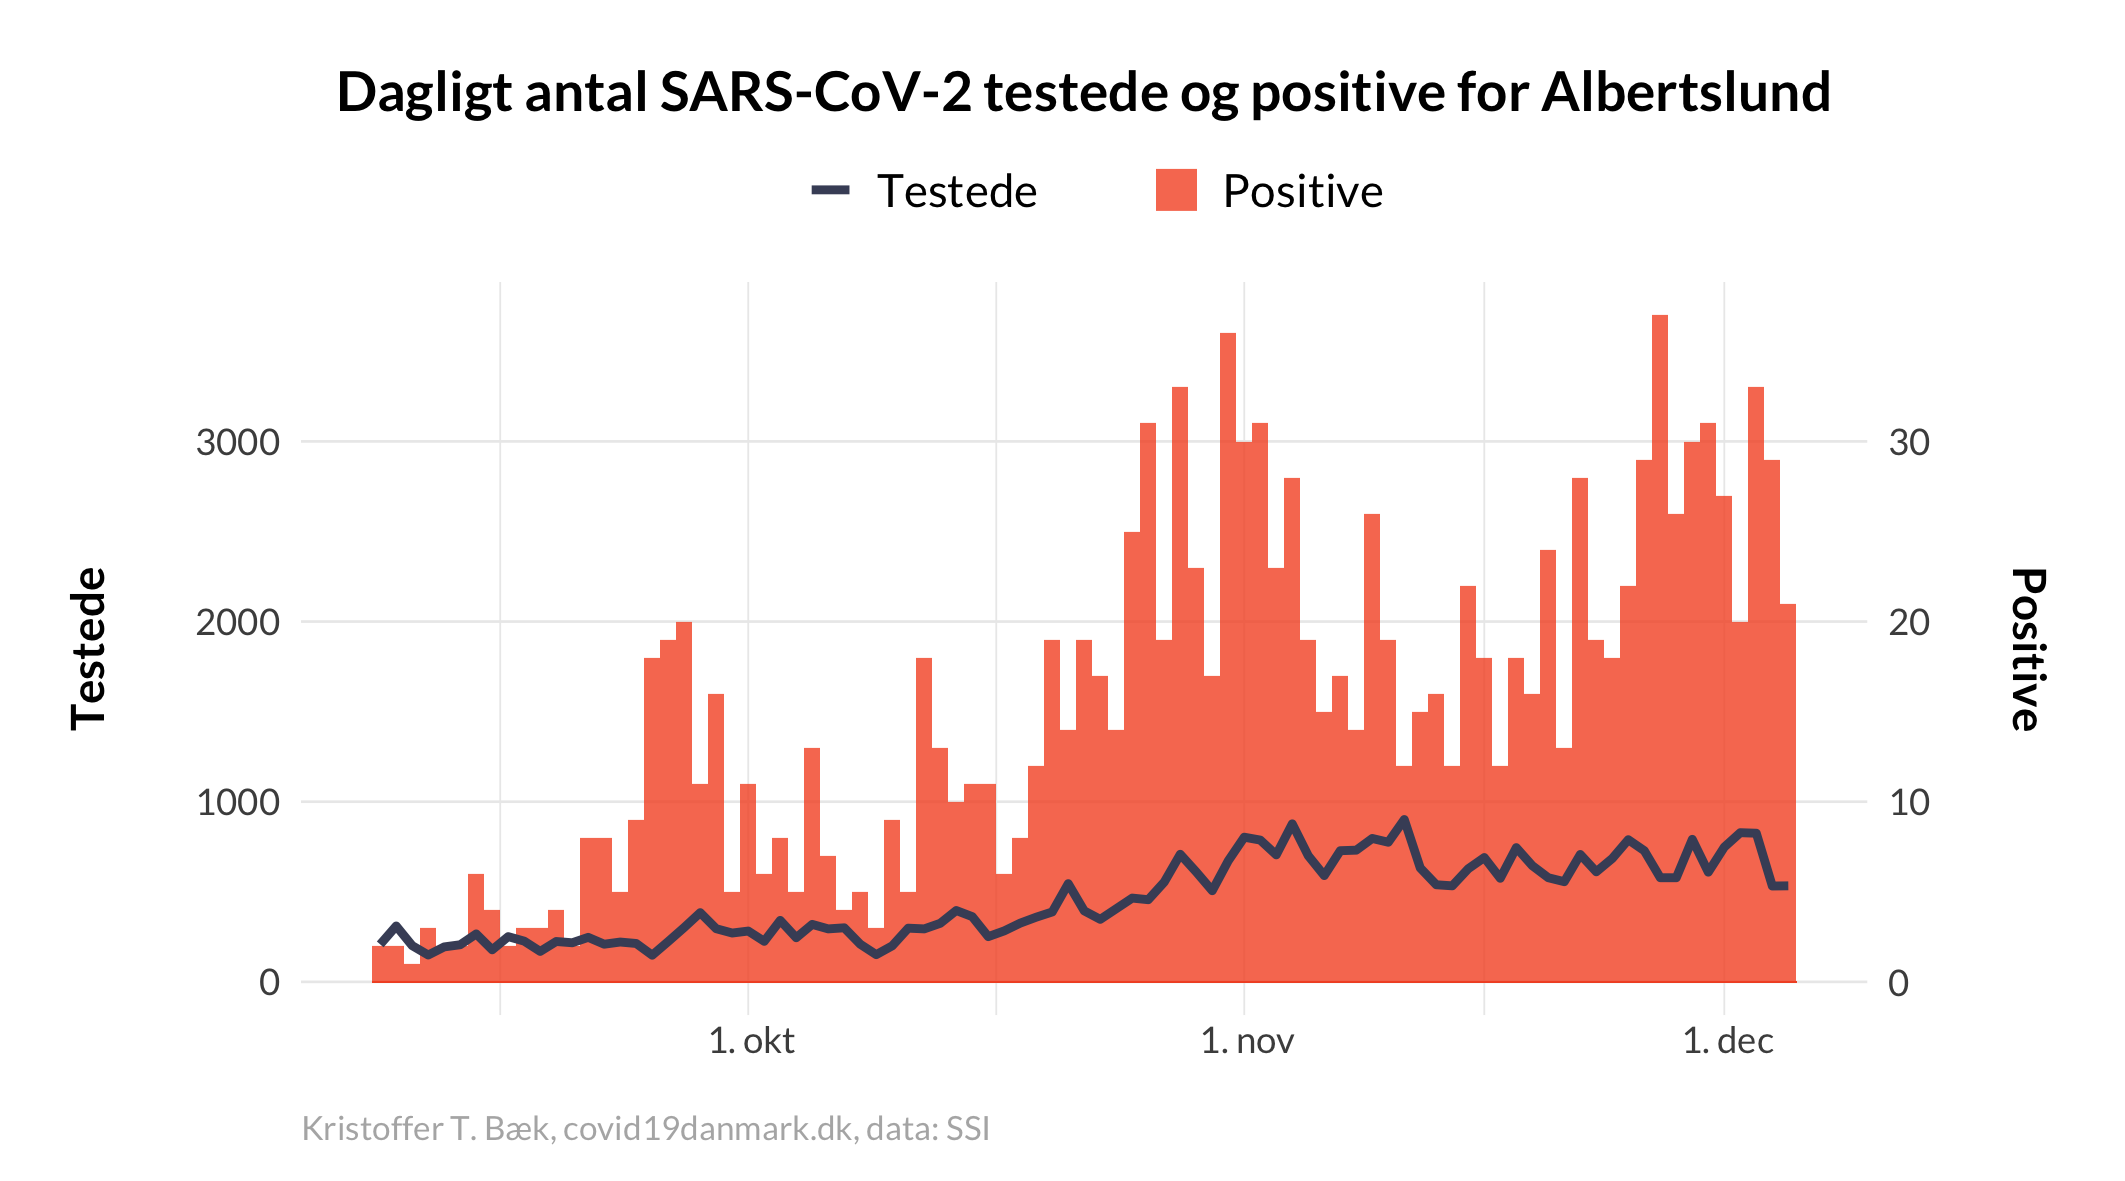 Dagligt antal SARS-CoV-2 testede og positive for Albertslund
Testede
Positive
3000
2000
1000
0
30
20
10
0
Testede
Positive
1. okt
1. nov
1. dec
Kristoffer T. Bæk, covid19danmark.dk, data: SSI